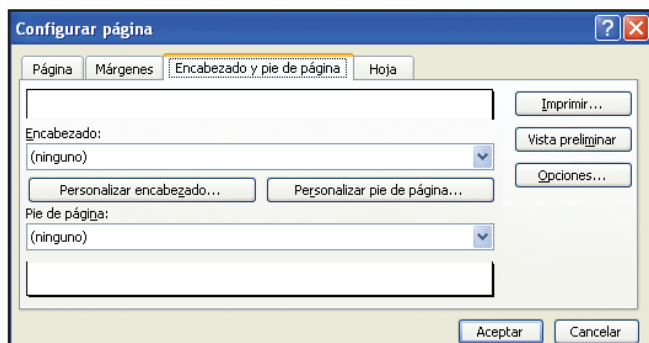 Configurar página
Página Márgenes Encabezado y pie de página Hoja
Imprimir...
Encabezado:
Vista preliminar
(ninguno)
Opciones...
Personalizar encabezado... Personalizar pie de página...
Pie de página:
(ninguno)
Aceptar Cancelar